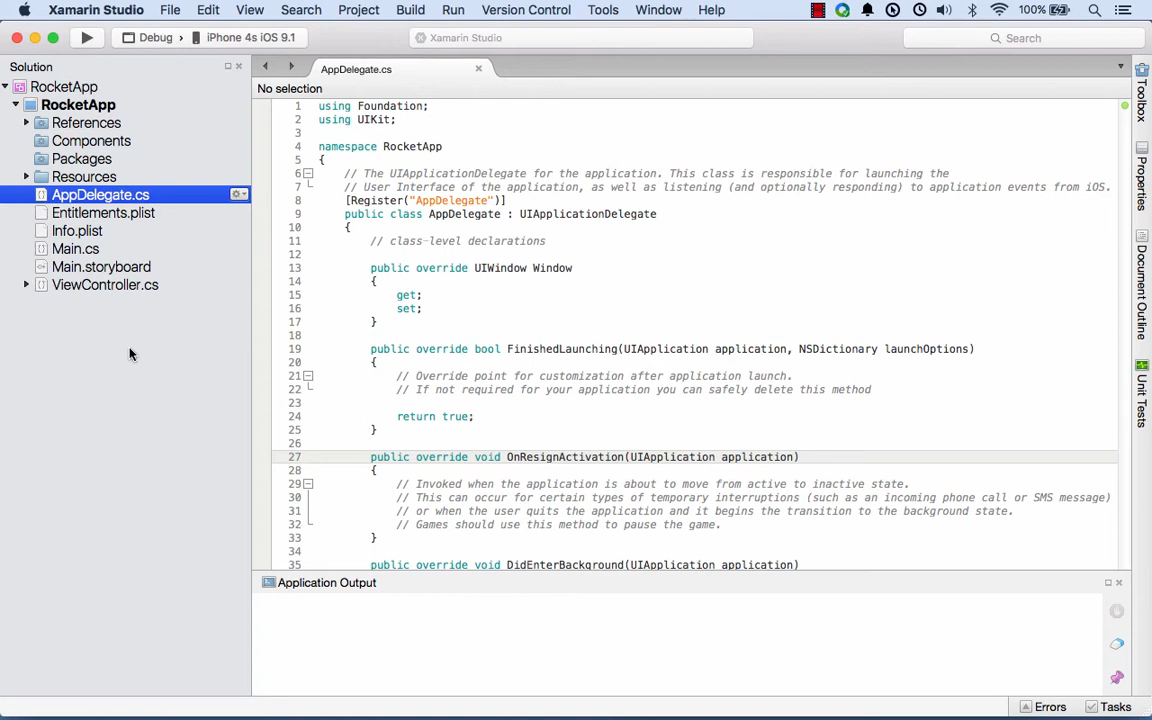 Xamarin Studio File Edit View Search Project Build Run Version Control Tools Window Help 100%
Debug iPhone 4s iOS 9.1 Xamarin Studio Search
Solution
RocketApp
RocketApp
References
Components
Packages
Resources
AppDelegate.cs
Entitlements.plist
Info.plist
Main.cs
Main.storyboard
ViewController.cs
AppDelegate.cs
No selection
1 using Foundation;
2 using UIKit;
3
4 namespace RocketApp
5 {
6 // The UIApplicationDelegate for the application. This class is responsible for launching the
7 // User Interface of the application, as well as listening (and optionally responding) to application events from iOS.
8 [Register("AppDelegate")]
9 public class AppDelegate : UIApplicationDelegate
10 {
11 // class-level declarations
12
13 public override UIWindow Window
14 {
15 get;
16 set;
17 }
18
19 public override bool FinishedLaunching(UIApplication application, NSDictionary launchOptions)
20 {
21 // Override point for customization after application launch.
22 // If not required for your application you can safely delete this method
23
24 return true;
25 }
26
27 public override void OnResignActivation(UIApplication application)
28 {
29 // Invoked when the application is about to move from active to inactive state.
30 // This can occur for certain types of temporary interruptions (such as an incoming phone call or SMS message)
31 // or when the user quits the application and it begins the transition to the background state.
32 // Games should use this method to pause the game.
33 }
34
35 public override void DidEnterBackground(UIApplication application)
Application Output
Toolbox
Properties
Document Outline
Unit Tests
Errors Tasks